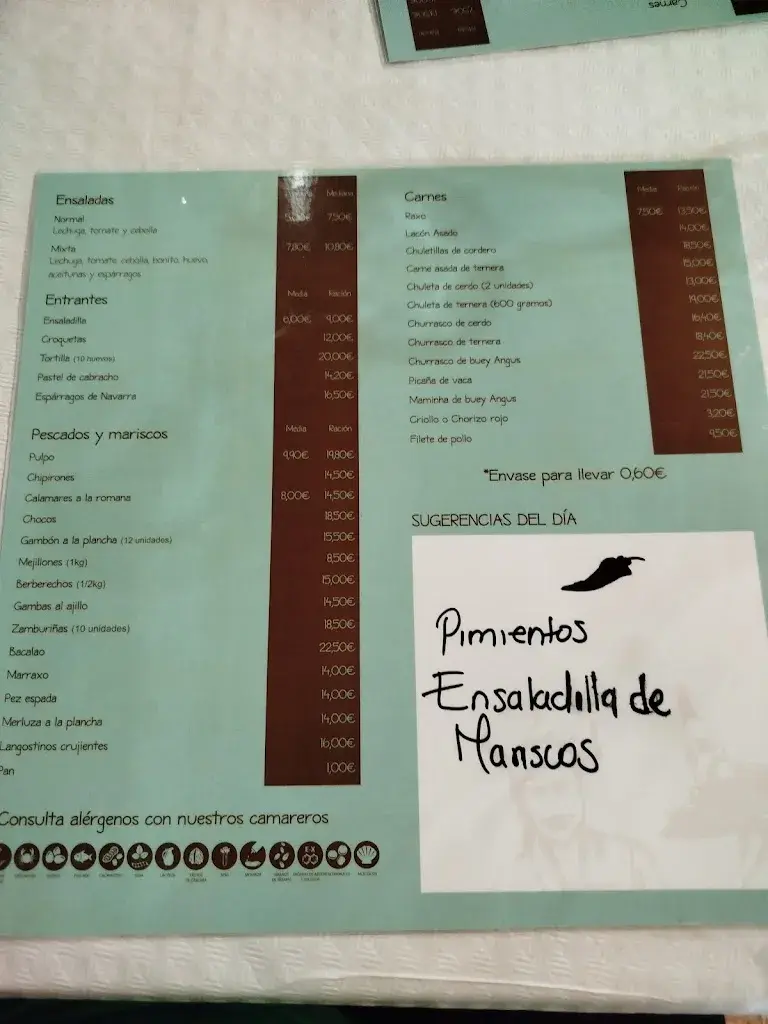 Carnes
Ensaladas
Mediana
Normal 7,90€
Lechuga, tomate y cebolla
Mixta 7,80€ 10,80€
Lechuga, tomate, cebolla, bonito, huevo,
aceitunas y espárragos
Entrantes Media Ración
Ensaladilla 6,00€ 9,00€
Croquetas 12,00€
Tortilla (10 huevos) 20,00€
Pastel de cabracho 14,20€
Espárragos de Navarra 16,50€
Pescados y mariscos Media Ración
Pulpo 9,90€ 19,80€
Chipirones 14,50€
Calamares a la romana 8,00€ 14,50€
Chocos 18,50€
Gambón a la plancha (12 unidades) 15,50€
Mejillones (1kg) 8,50€
Berberechos (1/2kg) 15,00€
Gambas al ajillo 14,50€
Zamburiñas (10 unidades) 18,50€
Bacalao 22,50€
Marraxo 14,00€
Pez espada 14,00€
Merluza a la plancha 14,00€
Langostinos crujientes 16,00€
Pan 1,00€
Consulta alérgenos con nuestros camareros
Carnes Media Ración
Raxo 7,50€ 13,50€
Lacón Asado 14,00€
Chuletillas de cordero 18,50€
Carne asada de ternera 15,00€
Chuleta de cerdo (2 unidades) 13,00€
Chuleta de ternera (600 gramos) 19,00€
Churrasco de cerdo 16,40€
Churrasco de ternera 18,40€
Churrasco de buey Angus 22,50€
Picaña de vaca 21,50€
Maminha de buey Angus 21,50€
Criollo o Chorizo rojo 3,20€
Filete de pollo 9,50€
*Envase para llevar 0,60€
SUGERENCIAS DEL DÍA
Pimientos
Ensaladilla de
Mariscos